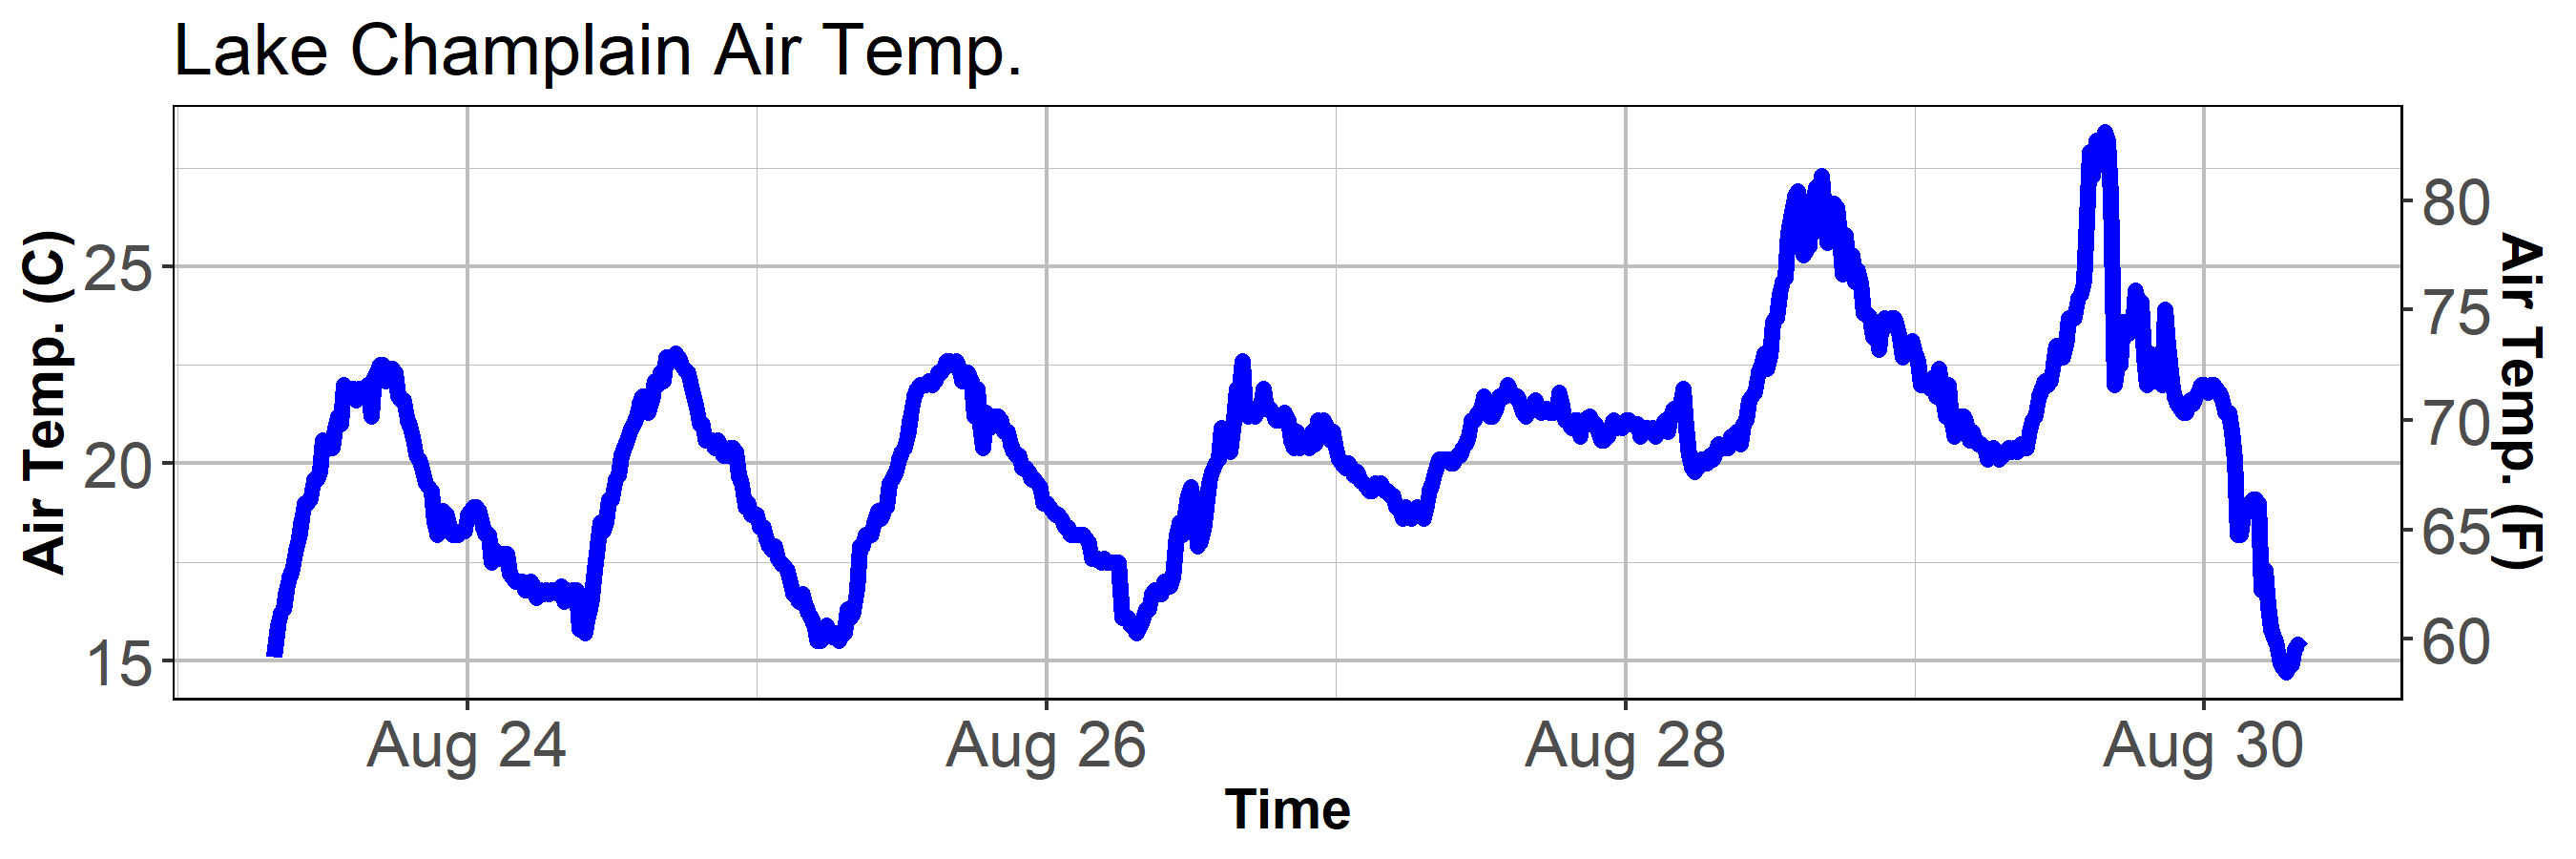 Lake Champlain Air Temp.
Air Temp. (C)
25
20
15
80
75
70
65
60
Air Temp. (F)
Aug 24 Aug 26 Aug 28 Aug 30
Time